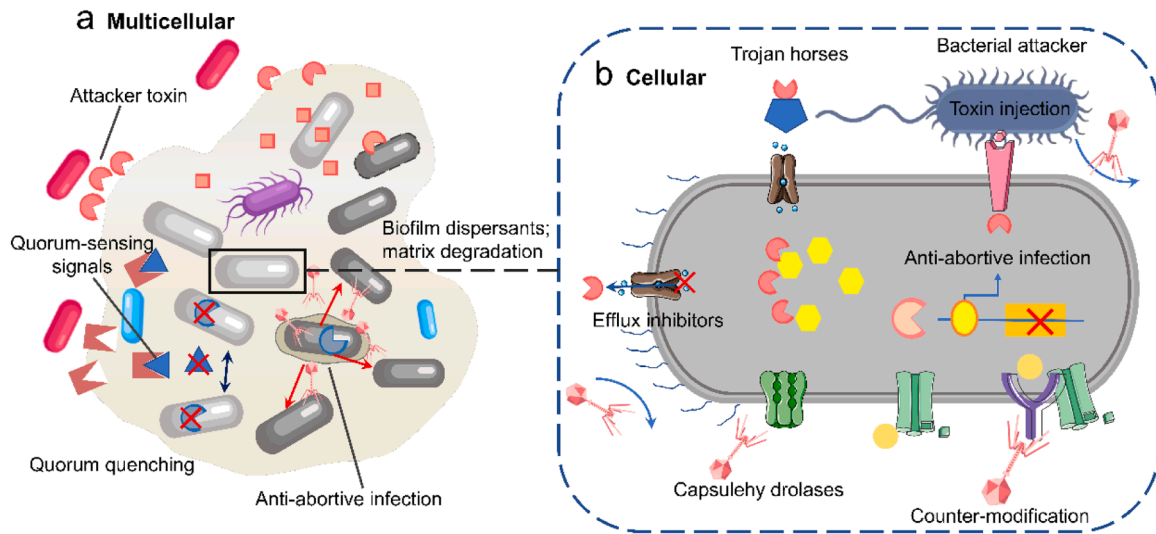 a Multicellular
Attacker toxin
Quorum-sensing
signals
Biofilm dispersants;
matrix degradation
Quorum quenching
Anti-abortive infection
b Cellular
Trojan horses
Bacterial attacker
Toxin injection
Anti-abortive infection
Efflux inhibitors
Capsulehy drolases
Counter-modification